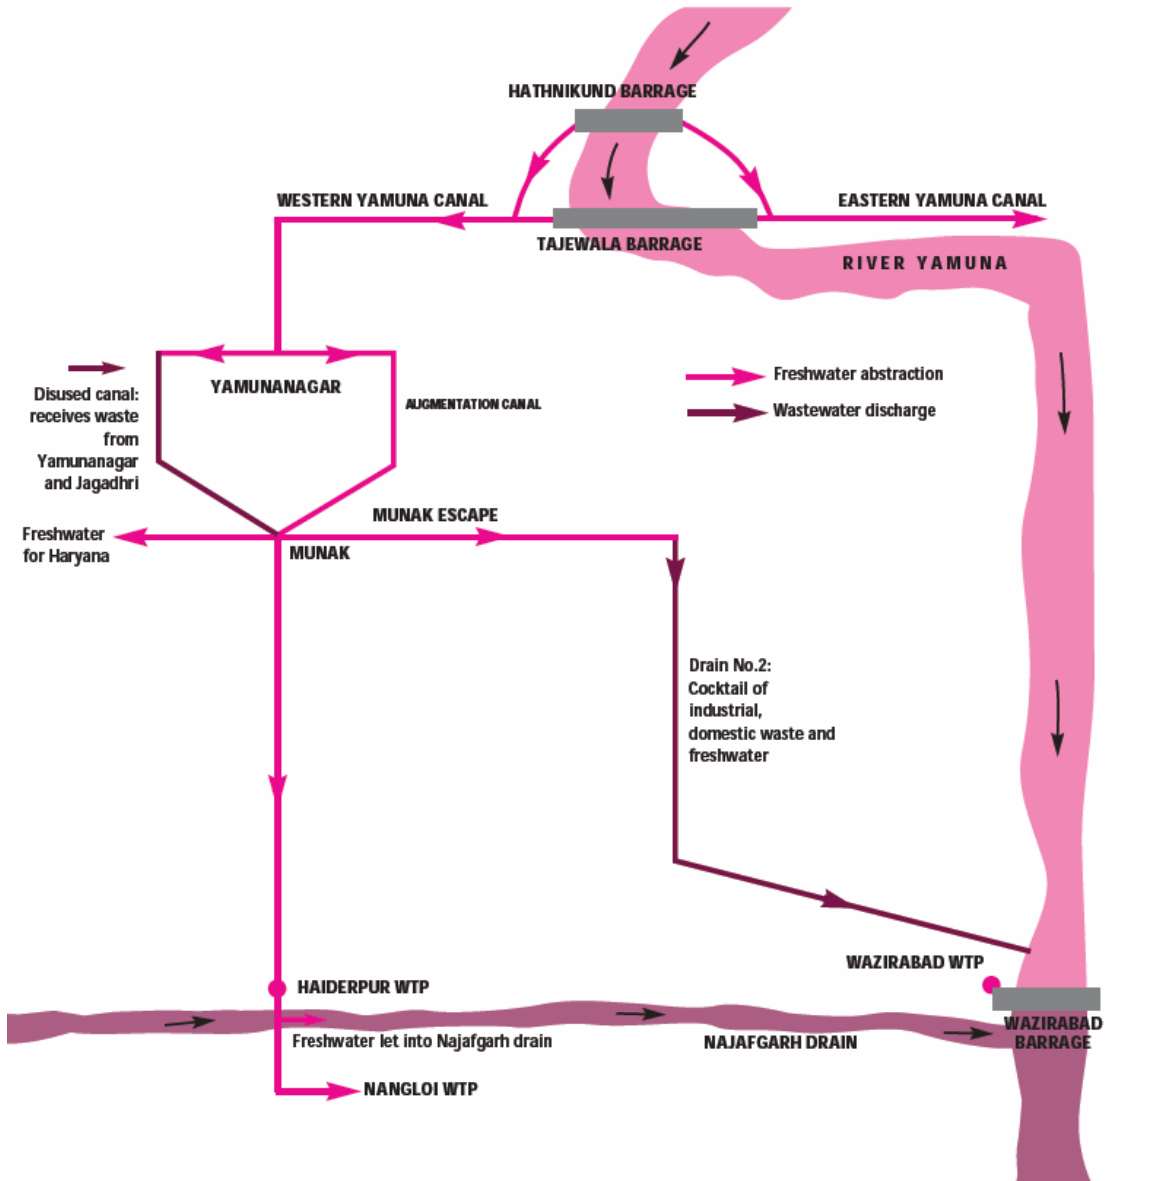 HATHNIKUND BARRAGE
WESTERN YAMUNA CANAL
EASTERN YAMUNA CANAL
TAJEWALA BARRAGE
RIVER YAMUNA
YAMUNANAGAR
AUGMENTATION CANAL
Disused canal:
receives waste
from
Yamunanagar
and Jagadhri
Freshwater abstraction
Wastewater discharge
MUNAK ESCAPE
Freshwater
for Haryana
MUNAK
Drain No.2:
Cocktail of
industrial,
domestic waste and
freshwater
WAZIRABAD WTP
HAIDERPUR WTP
WAZIRABAD
BARRAGE
Freshwater let into Najafgarh drain
NAJAFGARH DRAIN
NANGLOI WTP